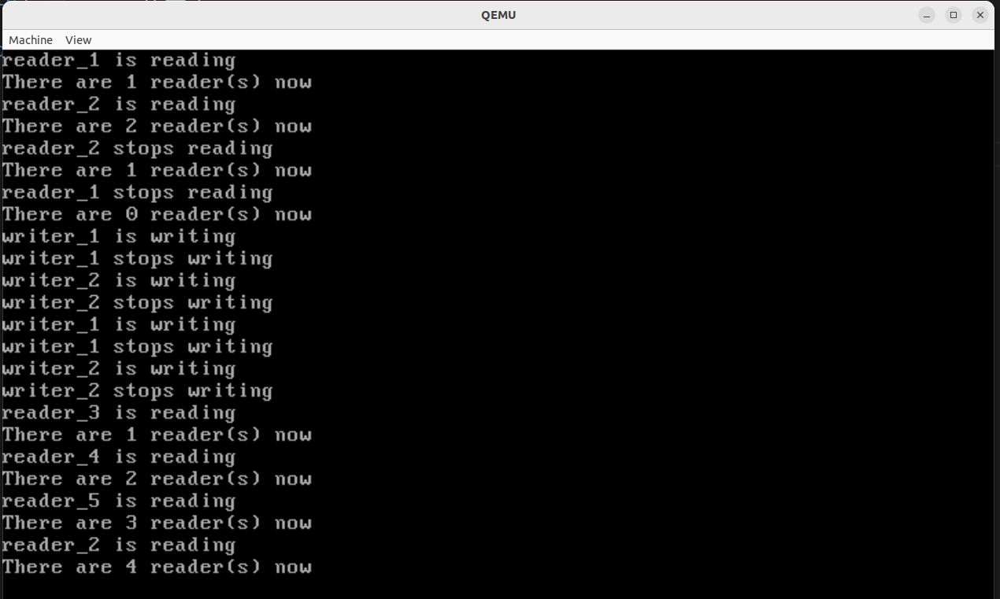 QEMU
Machine View
reader_1 is reading
There are 1 reader(s) now
reader_2 is reading
There are 2 reader(s) now
reader_2 stops reading
There are 1 reader(s) now
reader_1 stops reading
There are 0 reader(s) now
writer_1 is writing
writer_1 stops writing
writer_2 is writing
writer_2 stops writing
writer_1 is writing
writer_1 stops writing
writer_2 is writing
writer_2 stops writing
reader_3 is reading
There are 1 reader(s) now
reader_4 is reading
There are 2 reader(s) now
reader_5 is reading
There are 3 reader(s) now
reader_2 is reading
There are 4 reader(s) now